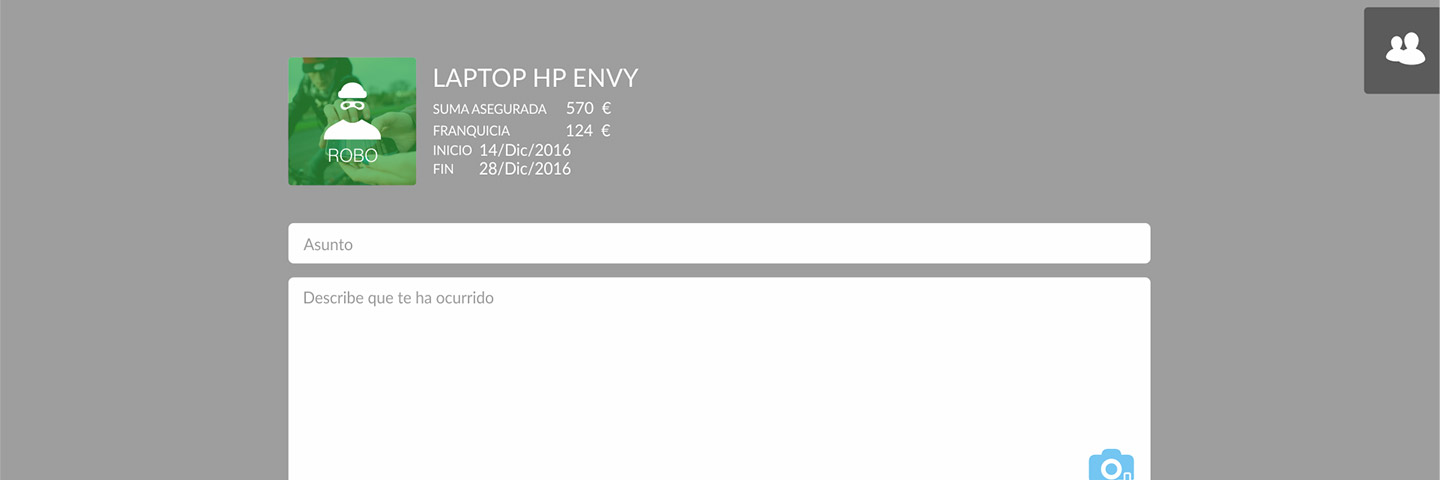 ROBO
LAPTOP HP ENVY
SUMA ASEGURADA 570 €
FRANQUICIA 124 €
INICIO 14/Dic/2016
FIN 28/Dic/2016
Asunto
Describe que te ha ocurrido